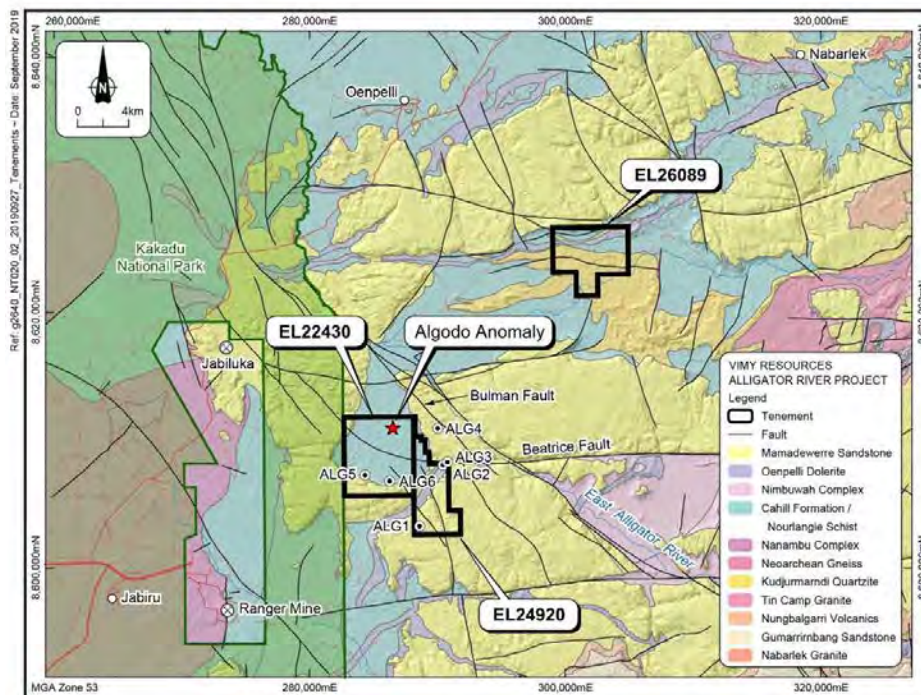 260,000mE
280,000mE
300,000mE
320,000mE
Ref: g2640_NT020_02_20190927_Tenements ~ Date: September 2019
8,640,000mN
8,620,000mN
8,600,000mN
N
0 4km
Oenpelli
Nabarlek
EL26089
Kakadu
National Park
EL22430
Algodo Anomaly
Jabiluka
Bulman Fault
ALG4
Beatrice Fault
ALG3
ALG2
ALG5
ALG6
ALG1
East Alligator River
Jabiru
Ranger Mine
EL24920
VIMY RESOURCES
ALLIGATOR RIVER PROJECT
Legend
Tenement
Fault
Mamadewerre Sandstone
Oenpelli Dolerite
Nimbuwah Complex
Cahill Formation /
Nourlangie Schist
Nanambu Complex
Neoarchean Gneiss
Kudjurmarndi Quartzite
Tin Camp Granite
Nungbalgarri Volcanics
Gumarrirnbang Sandstone
Nabarlek Granite
MGA Zone 53
280,000mE
300,000mE
320,000mE